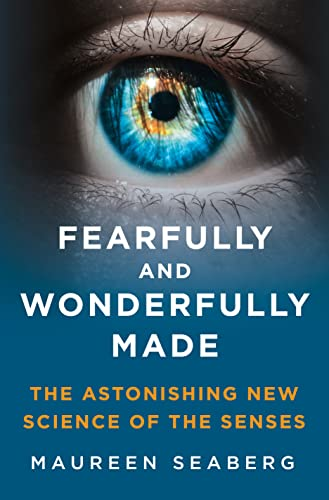 FEARFULLY
AND
WONDERFULLY
MADE
THE ASTONISHING NEW
SCIENCE OF THE SENSES
MAUREEN SEABERG